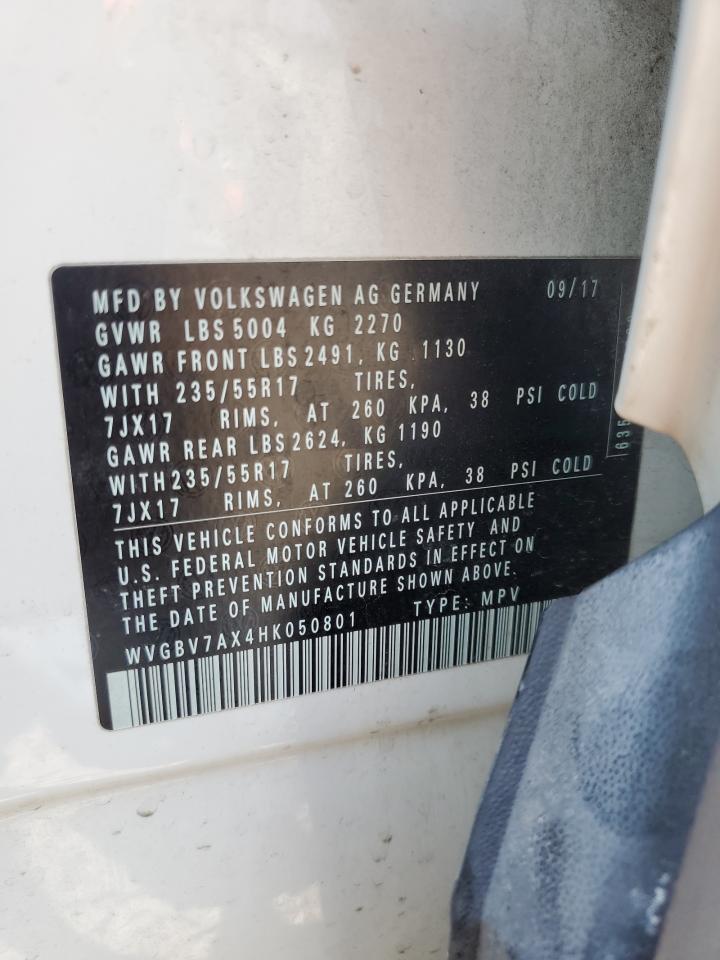 MFD BY VOLKSWAGEN AG GERMANY 09/17
GVWR LBS 5004 KG 2270
GAWR FRONT LBS 2491, KG 1130
WITH 235/55R17 TIRES,
7JX17 RIMS, AT 260 KPA, 38 PSI COLD
GAWR REAR LBS 2624, KG 1190
WITH 235/55R17 TIRES,
7JX17 RIMS, AT 260 KPA, 38 PSI COLD
THIS VEHICLE CONFORMS TO ALL APPLICABLE
U.S. FEDERAL MOTOR VEHICLE SAFETY AND
THEFT PREVENTION STANDARDS IN EFFECT ON
THE DATE OF MANUFACTURE SHOWN ABOVE.
WVGBV7AX4HK050801 TYPE: MPV